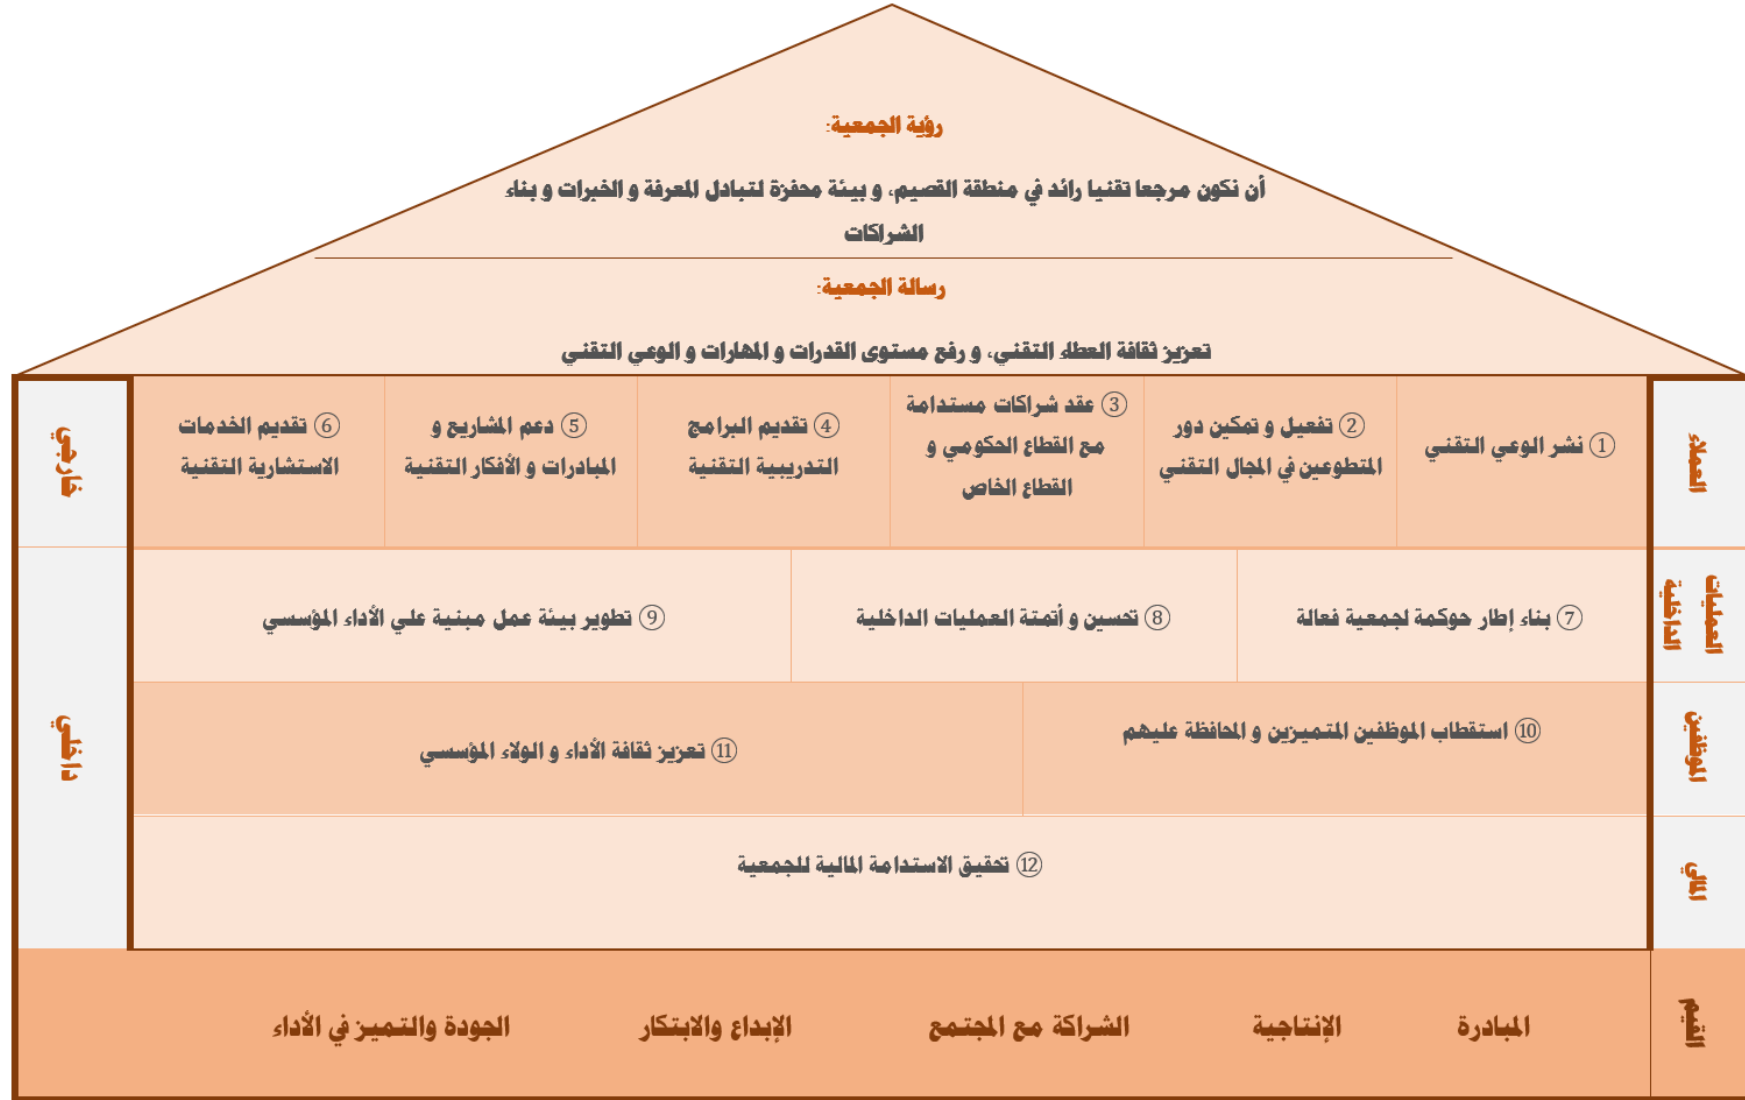 رؤية الجمعية:
أن نكون مرجعا تقنيا رائد في منطقة القصيم، و بيئة محفزة لتبادل المعرفة و الخبرات و بناء
الشراكات
رسالة الجمعية:
تعزيز ثقافة العطاء التقني، و رفع مستوى القدرات و المهارات و الوعي التقني
العملاء
① نشر الوعي التقني
② تفعيل و تمكين دور
المتطوعين في المجال التقني
③ عقد شراكات مستدامة
مع القطاع الحكومي و
القطاع الخاص
④ تقديم البرامج
التدريبية التقنية
⑤ دعم المشاريع و
المبادرات و الأفكار التقنية
⑥ تقديم الخدمات
الاستشارية التقنية
خارجي
العمليات
الداخلية
⑦ بناء إطار حوكمة لجمعية فعالة
⑧ تحسين و أتمتة العمليات الداخلية
⑨ تطوير بيئة عمل مبنية علي الأداء المؤسسي
داخلي
الموظفين
⑩ استقطاب الموظفين المتميزين و المحافظة عليهم
⑪ تعزيز ثقافة الأداء و الولاء المؤسسي
المالي
⑫ تحقيق الاستدامة المالية للجمعية
القيم
المبادرة
الإنتاجية
الشراكة مع المجتمع
الإبداع والابتكار
الجودة والتميز في الأداء